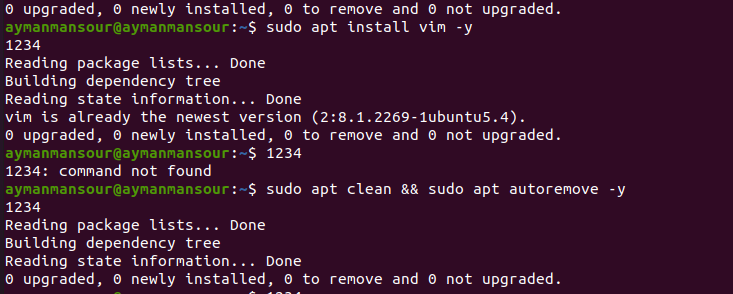 0 upgraded, 0 newly installed, 0 to remove and 0 not upgraded.
aymanmansour@aymanmansour:~$ sudo apt install vim -y
1234
Reading package lists... Done
Building dependency tree
Reading state information... Done
vim is already the newest version (2:8.1.2269-1ubuntu5.4).
0 upgraded, 0 newly installed, 0 to remove and 0 not upgraded.
aymanmansour@aymanmansour:~$ 1234
1234: command not found
aymanmansour@aymanmansour:~$ sudo apt clean && sudo apt autoremove -y
1234
Reading package lists... Done
Building dependency tree
Reading state information... Done
0 upgraded, 0 newly installed, 0 to remove and 0 not upgraded.
aymanmansour@aymanmansour:~$ 1234